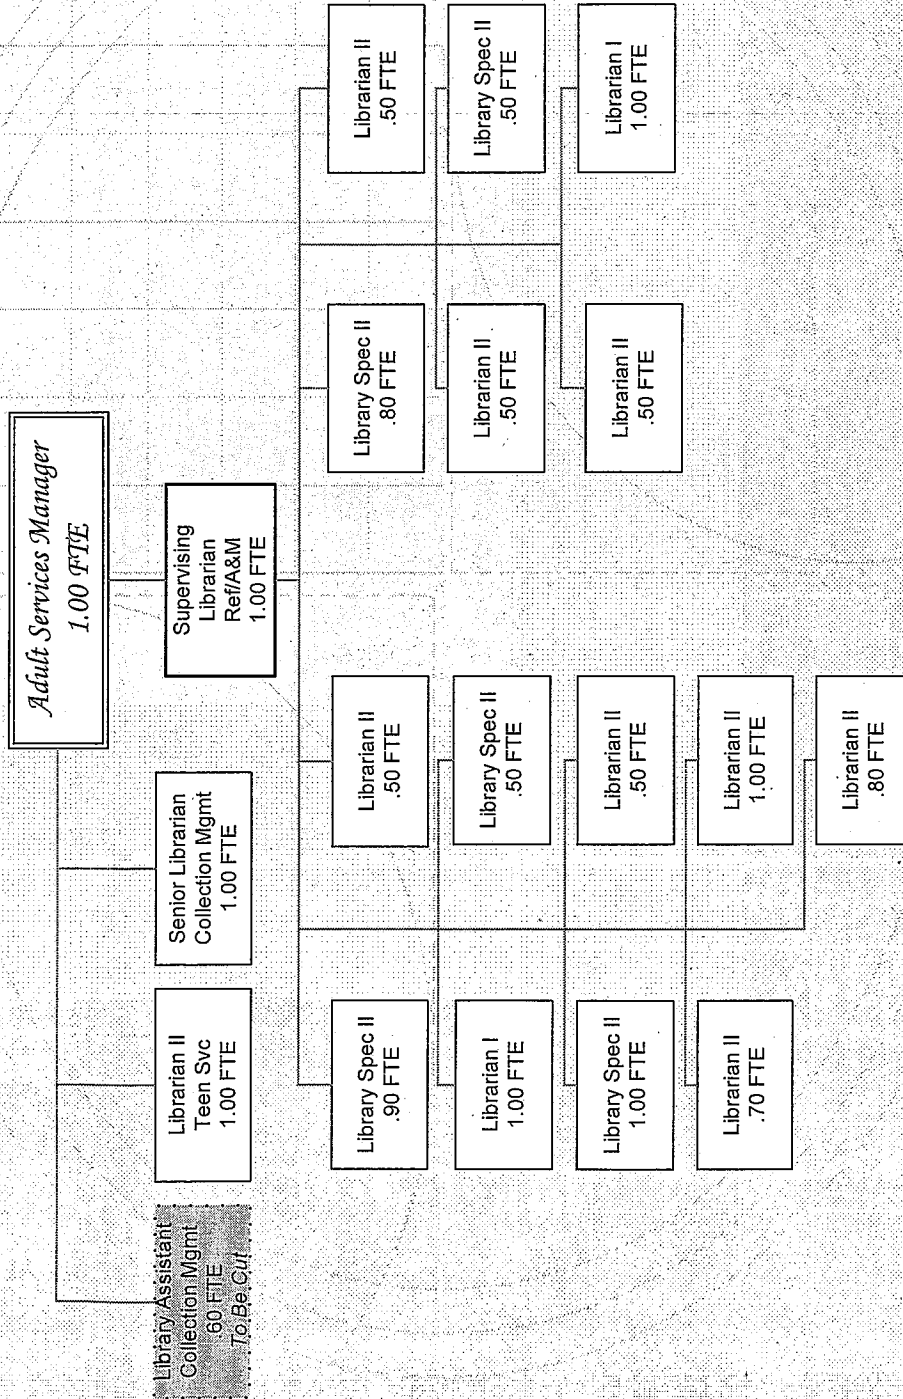 Adult Services Manager
1.00 FTE
Library Assistant
Collection Mgmt
.60 FTE
To Be Cut
Librarian II
Teen Svc
1.00 FTE
Senior Librarian
Collection Mgmt
1.00 FTE
Supervising
Librarian
Ref/A&M
1.00 FTE
Library Spec II
.90 FTE
Librarian II
.50 FTE
Library Spec II
.80 FTE
Librarian II
.50 FTE
Librarian I
1.00 FTE
Library Spec II
.50 FTE
Librarian II
.50 FTE
Library Spec II
.50 FTE
Library Spec II
1.00 FTE
Librarian II
.50 FTE
Librarian II
.50 FTE
Librarian I
1.00 FTE
Librarian II
.70 FTE
Librarian II
1.00 FTE
Librarian II
.80 FTE